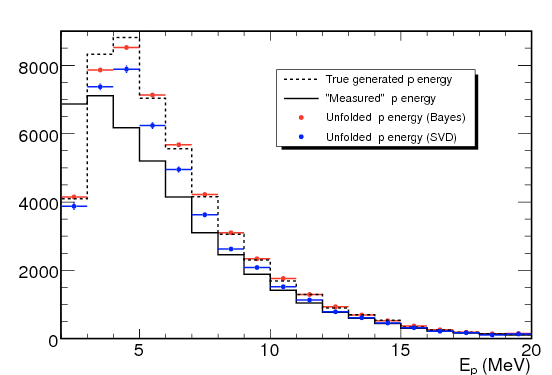 8000
6000
4000
2000
0
True generated p energy
"Measured" p energy
Unfolded p energy (Bayes)
Unfolded p energy (SVD)
5 10 15 20
Ep (MeV)